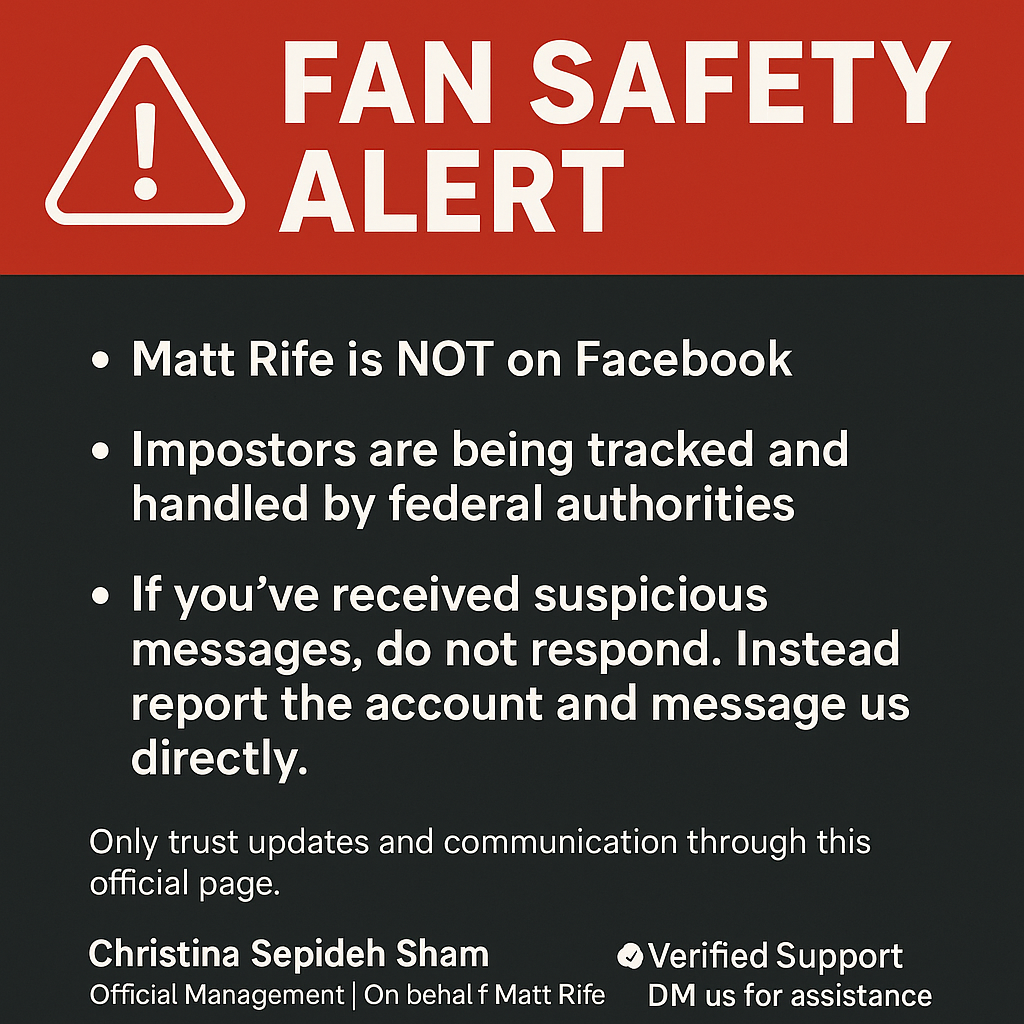 FAN SAFETY
ALERT
• Matt Rife is NOT on Facebook
• Impostors are being tracked and
handled by federal authorities
• If you’ve received suspicious
messages, do not respond. Instead
report the account and message us
directly.
Only trust updates and communication through this
official page.
Christina Sepideh Sham
Official Management | On behal f Matt Rife
Verified Support
DM us for assistance